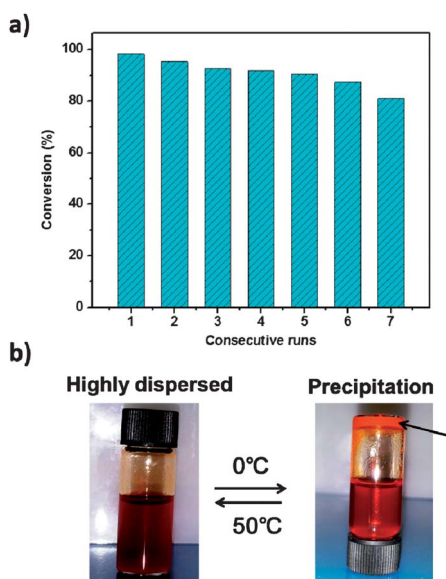 a)
100
80
60
40
20
0
Conversion (%)
1 2 3 4 5 6 7
Consecutive runs
b)
Highly dispersed Precipitation
0℃
50℃